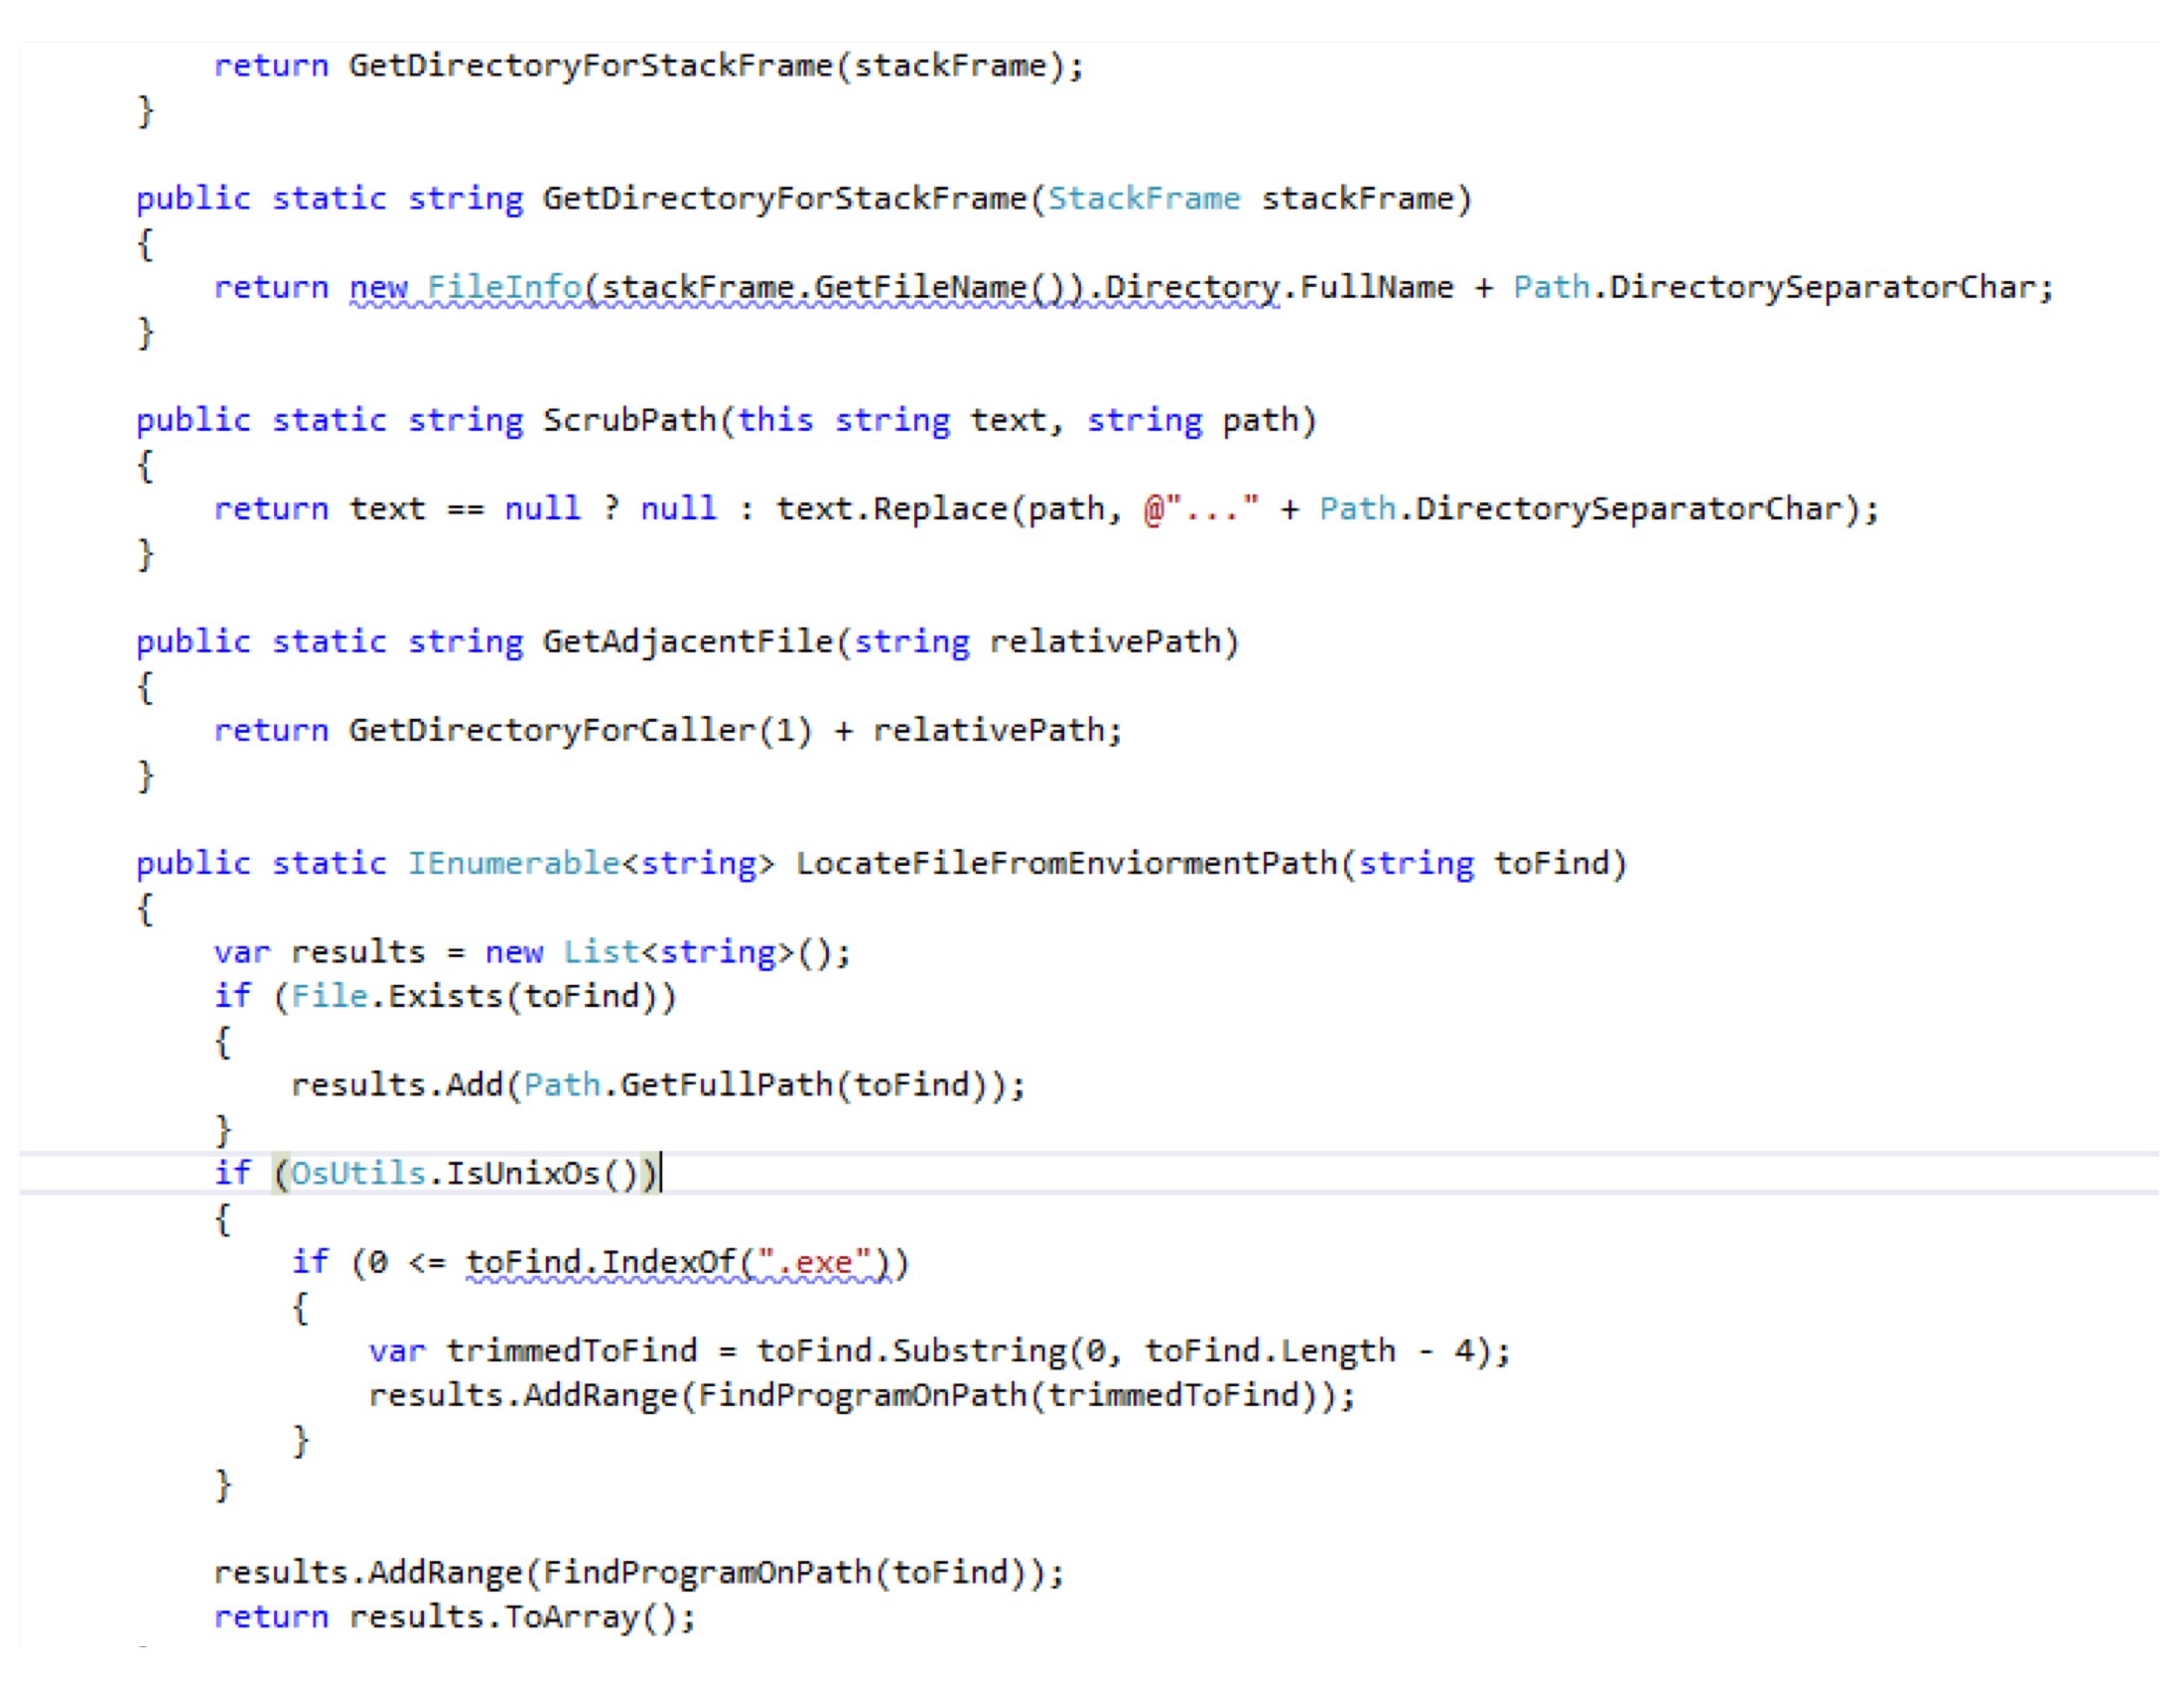 return GetDirectoryForStackFrame(stackFrame);
}
public static string GetDirectoryForStackFrame(StackFrame stackFrame)
{
return new FileInfo(stackFrame.GetFileName()).Directory.FullName + Path.DirectorySeparatorChar;
}
public static string ScrubPath(this string text, string path)
{
return text == null ? null : text.Replace(path, @"..." + Path.DirectorySeparatorChar);
}
public static string GetAdjacentFile(string relativePath)
{
return GetDirectoryForCaller(1) + relativePath;
}
public static IEnumerable<string> LocateFileFromEnviormentPath(string toFind)
{
var results = new List<string>();
if (File.Exists(toFind))
{
results.Add(Path.GetFullPath(toFind));
}
if (OsUtils.IsUnixOs())
{
if (0 <= toFind.IndexOf(".exe"))
{
var trimmedToFind = toFind.Substring(0, toFind.Length - 4);
results.AddRange(FindProgramOnPath(trimmedToFind));
}
}
results.AddRange(FindProgramOnPath(toFind));
return results.ToArray();